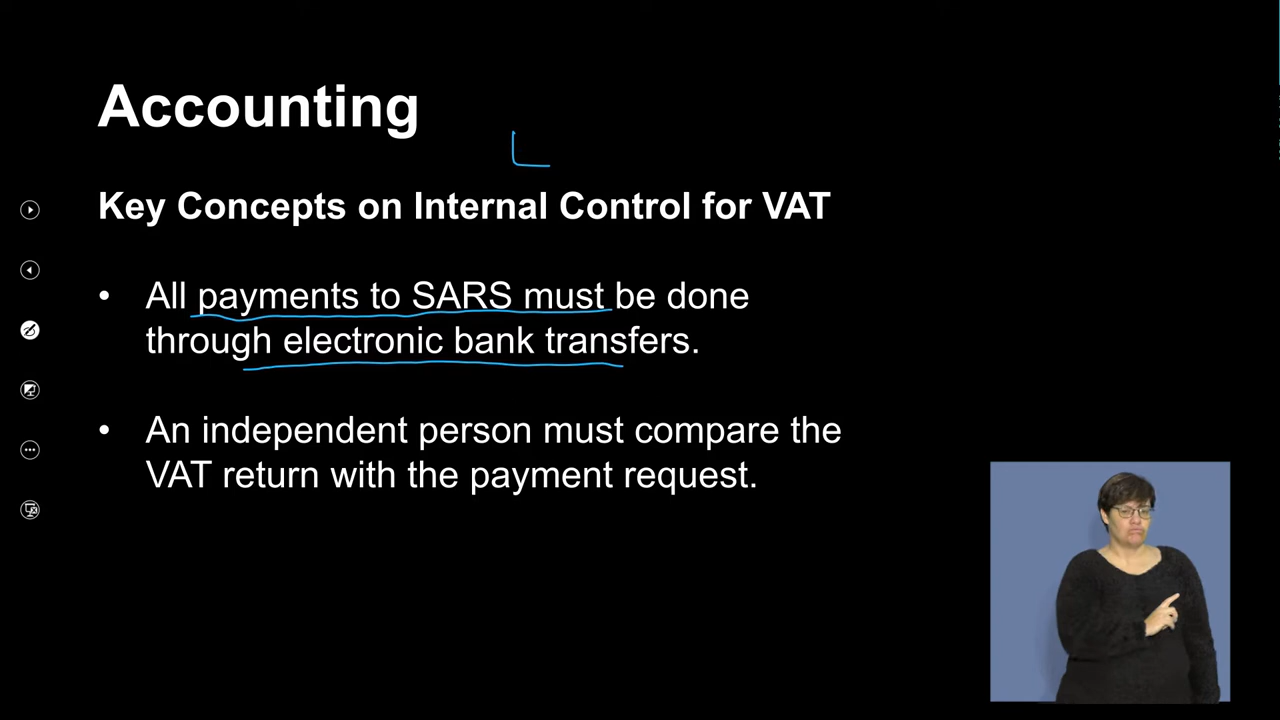 Accounting
Key Concepts on Internal Control for VAT
• All payments to SARS must be done
through electronic bank transfers.
• An independent person must compare the
VAT return with the payment request.